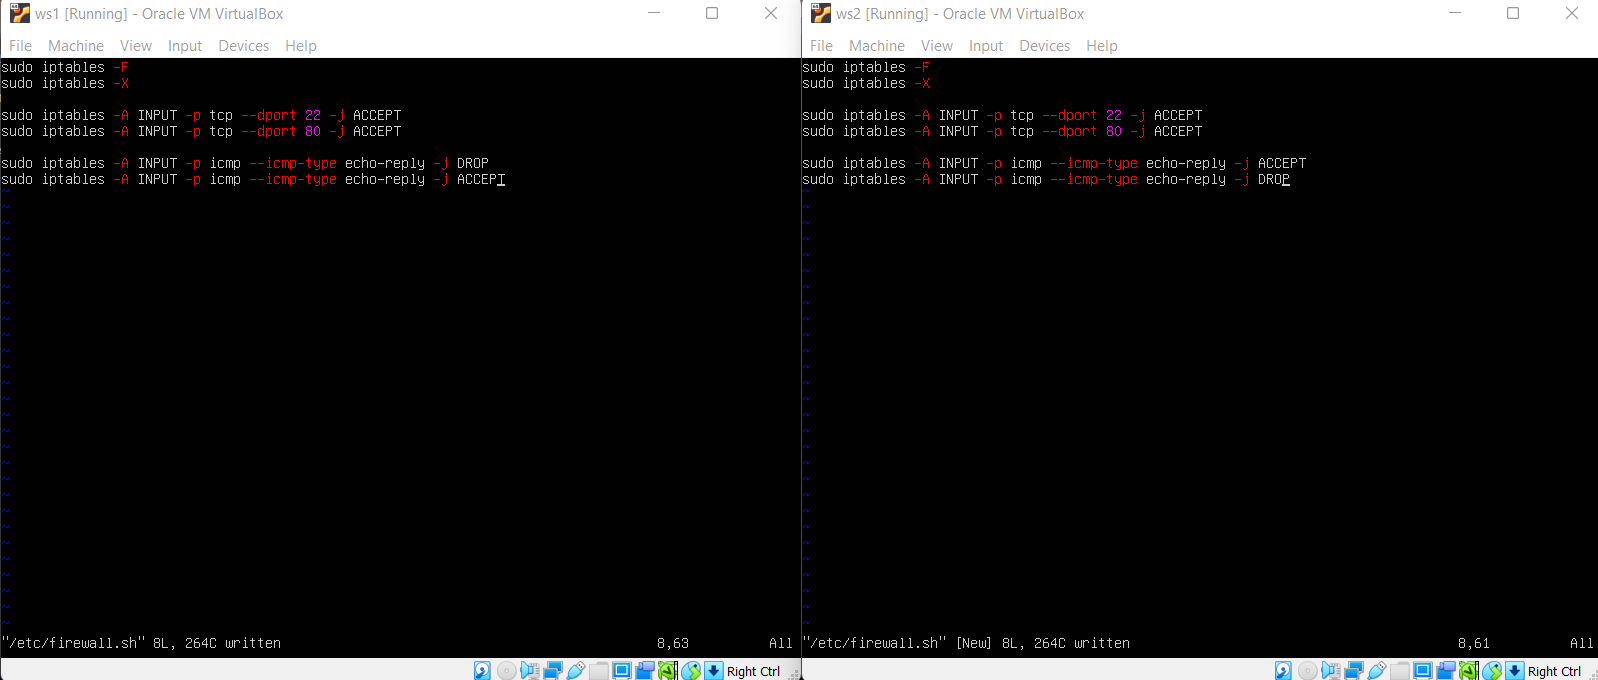 ws1 [Running] - Oracle VM VirtualBox
File Machine View Input Devices Help
sudo iptables -F
sudo iptables -X
sudo iptables -A INPUT -p tcp --dport 22 -j ACCEPT
sudo iptables -A INPUT -p tcp --dport 80 -j ACCEPT
sudo iptables -A INPUT -p icmp --icmp-type echo-reply -j DROP
sudo iptables -A INPUT -p icmp --icmp-type echo-reply -j ACCEPT
"/etc/firewall.sh" 8L, 264C written 8,63 All
Right Ctrl
ws2 [Running] - Oracle VM VirtualBox
File Machine View Input Devices Help
sudo iptables -F
sudo iptables -X
sudo iptables -A INPUT -p tcp --dport 22 -j ACCEPT
sudo iptables -A INPUT -p tcp --dport 80 -j ACCEPT
sudo iptables -A INPUT -p icmp --icmp-type echo-reply -j ACCEPT
sudo iptables -A INPUT -p icmp --icmp-type echo-reply -j DROP
"/etc/firewall.sh" [New] 8L, 264C written 8,61 All
Right Ctrl